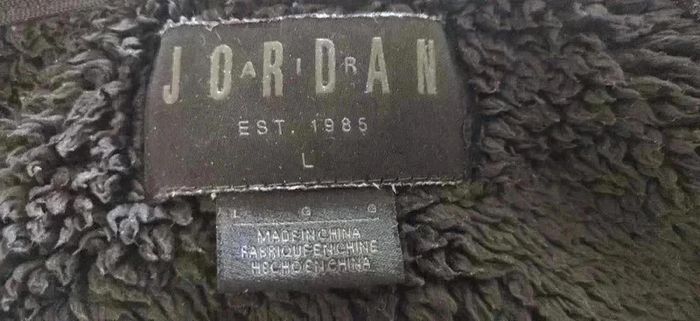 JORDAN
AIR
EST. 1985
L
L G G
MADE IN CHINA
FABRIQUE EN CHINE
HECHO EN CHINA